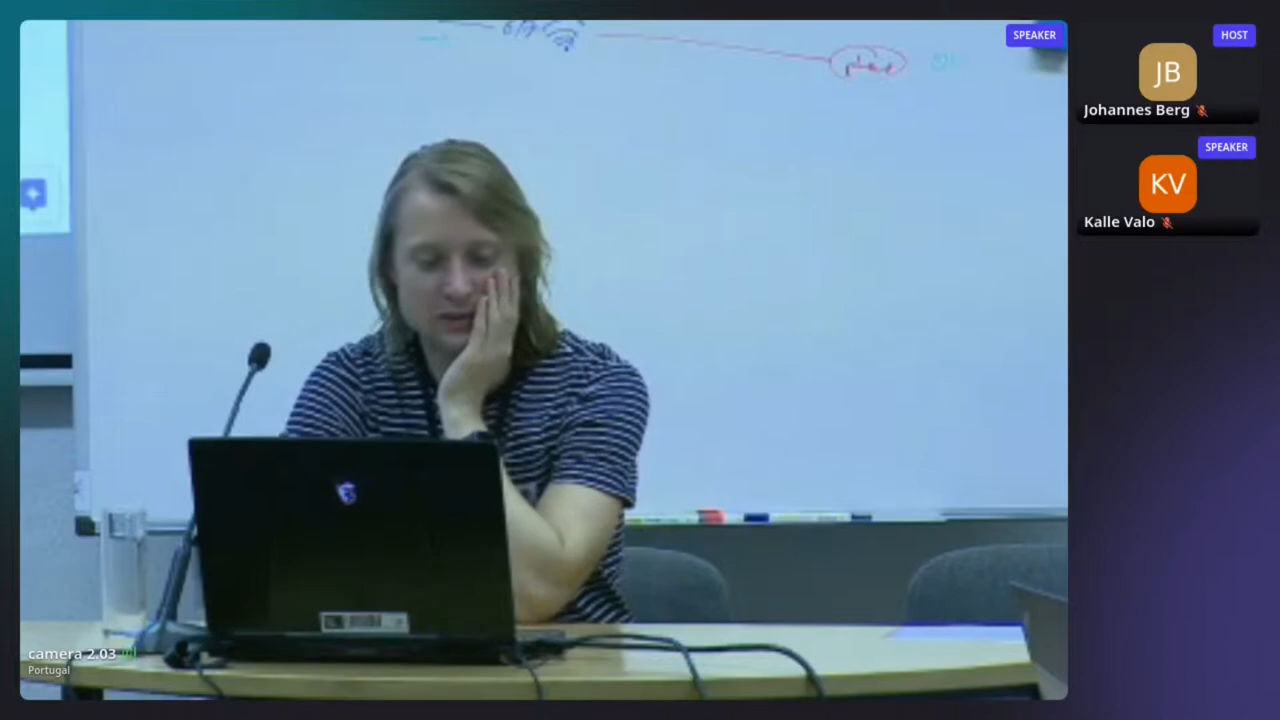 SPEAKER
HOST
JB
Johannes Berg
SPEAKER
KV
Kalle Valo
camera 2.03
Portugal